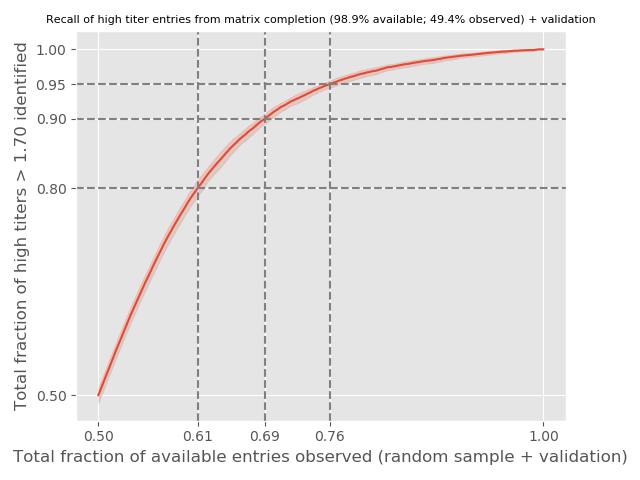 Recall of high titer entries from matrix completion (98.9% available; 49.4% observed) + validation
Total fraction of high titers > 1.70 identified
1.00
0.95
0.90
0.80
0.50
0.50 0.61 0.69 0.76 1.00
Total fraction of available entries observed (random sample + validation)